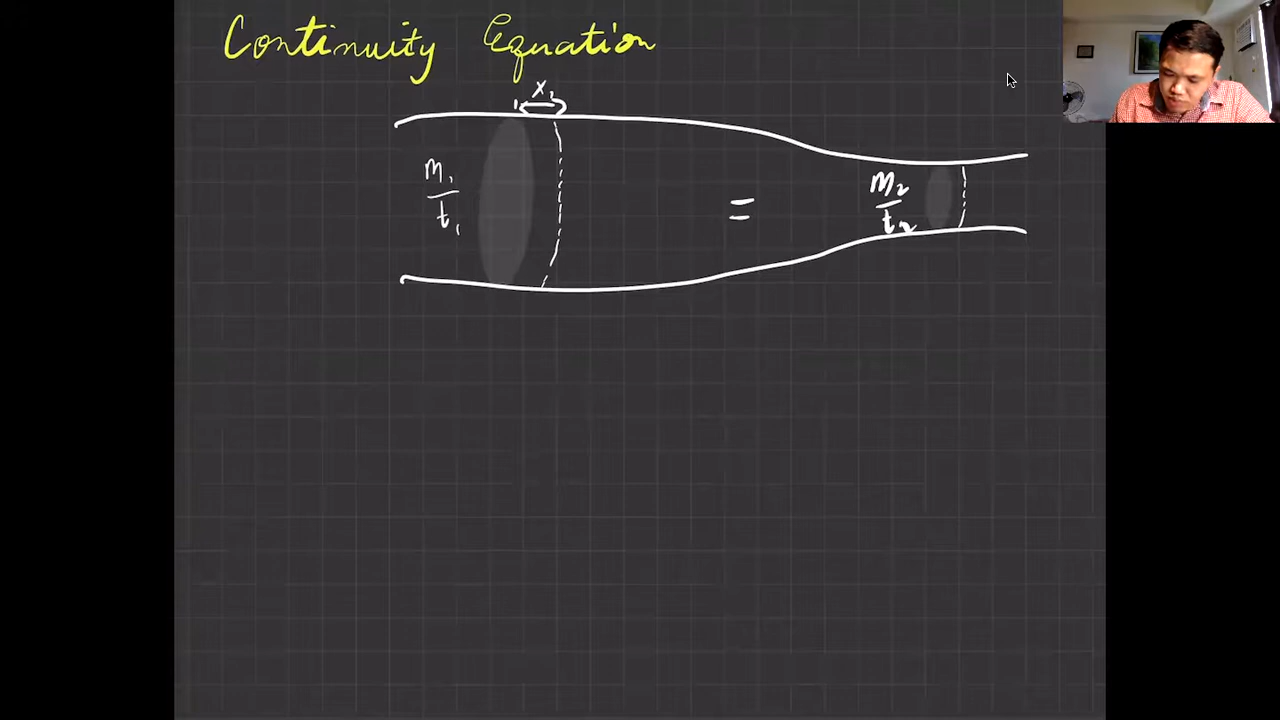 Continuity Equation
x₁
m₁/t₁ = m₂/t₂